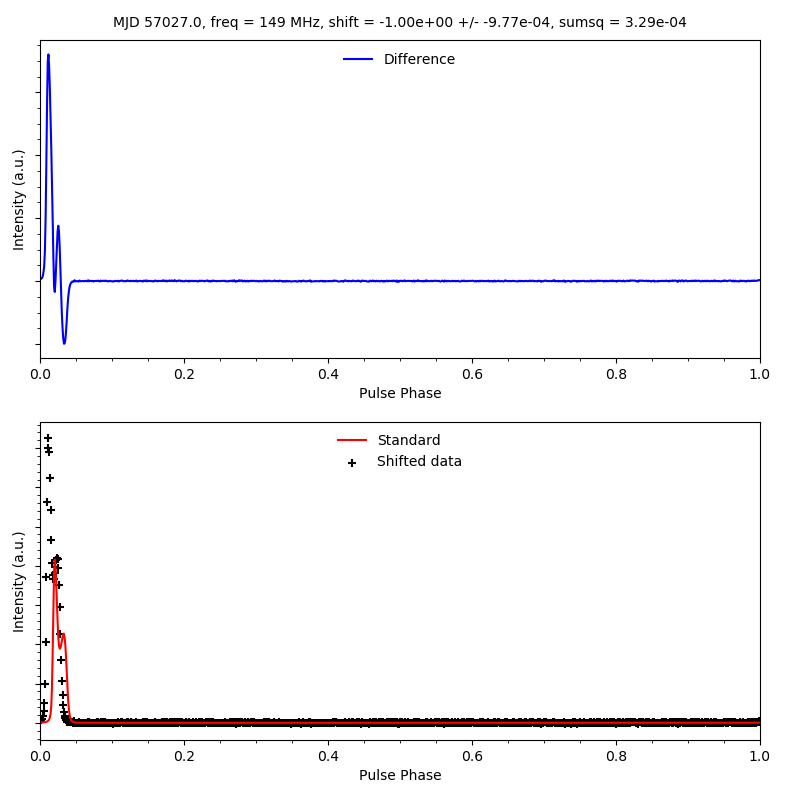 MJD 57027.0, freq = 149 MHz, shift = -1.00e+00 +/- -9.77e-04, sumsq = 3.29e-04
Difference
Intensity (a.u.)
0.0 0.2 0.4 0.6 0.8 1.0
Pulse Phase
Standard
Shifted data
Intensity (a.u.)
0.0 0.2 0.4 0.6 0.8 1.0
Pulse Phase